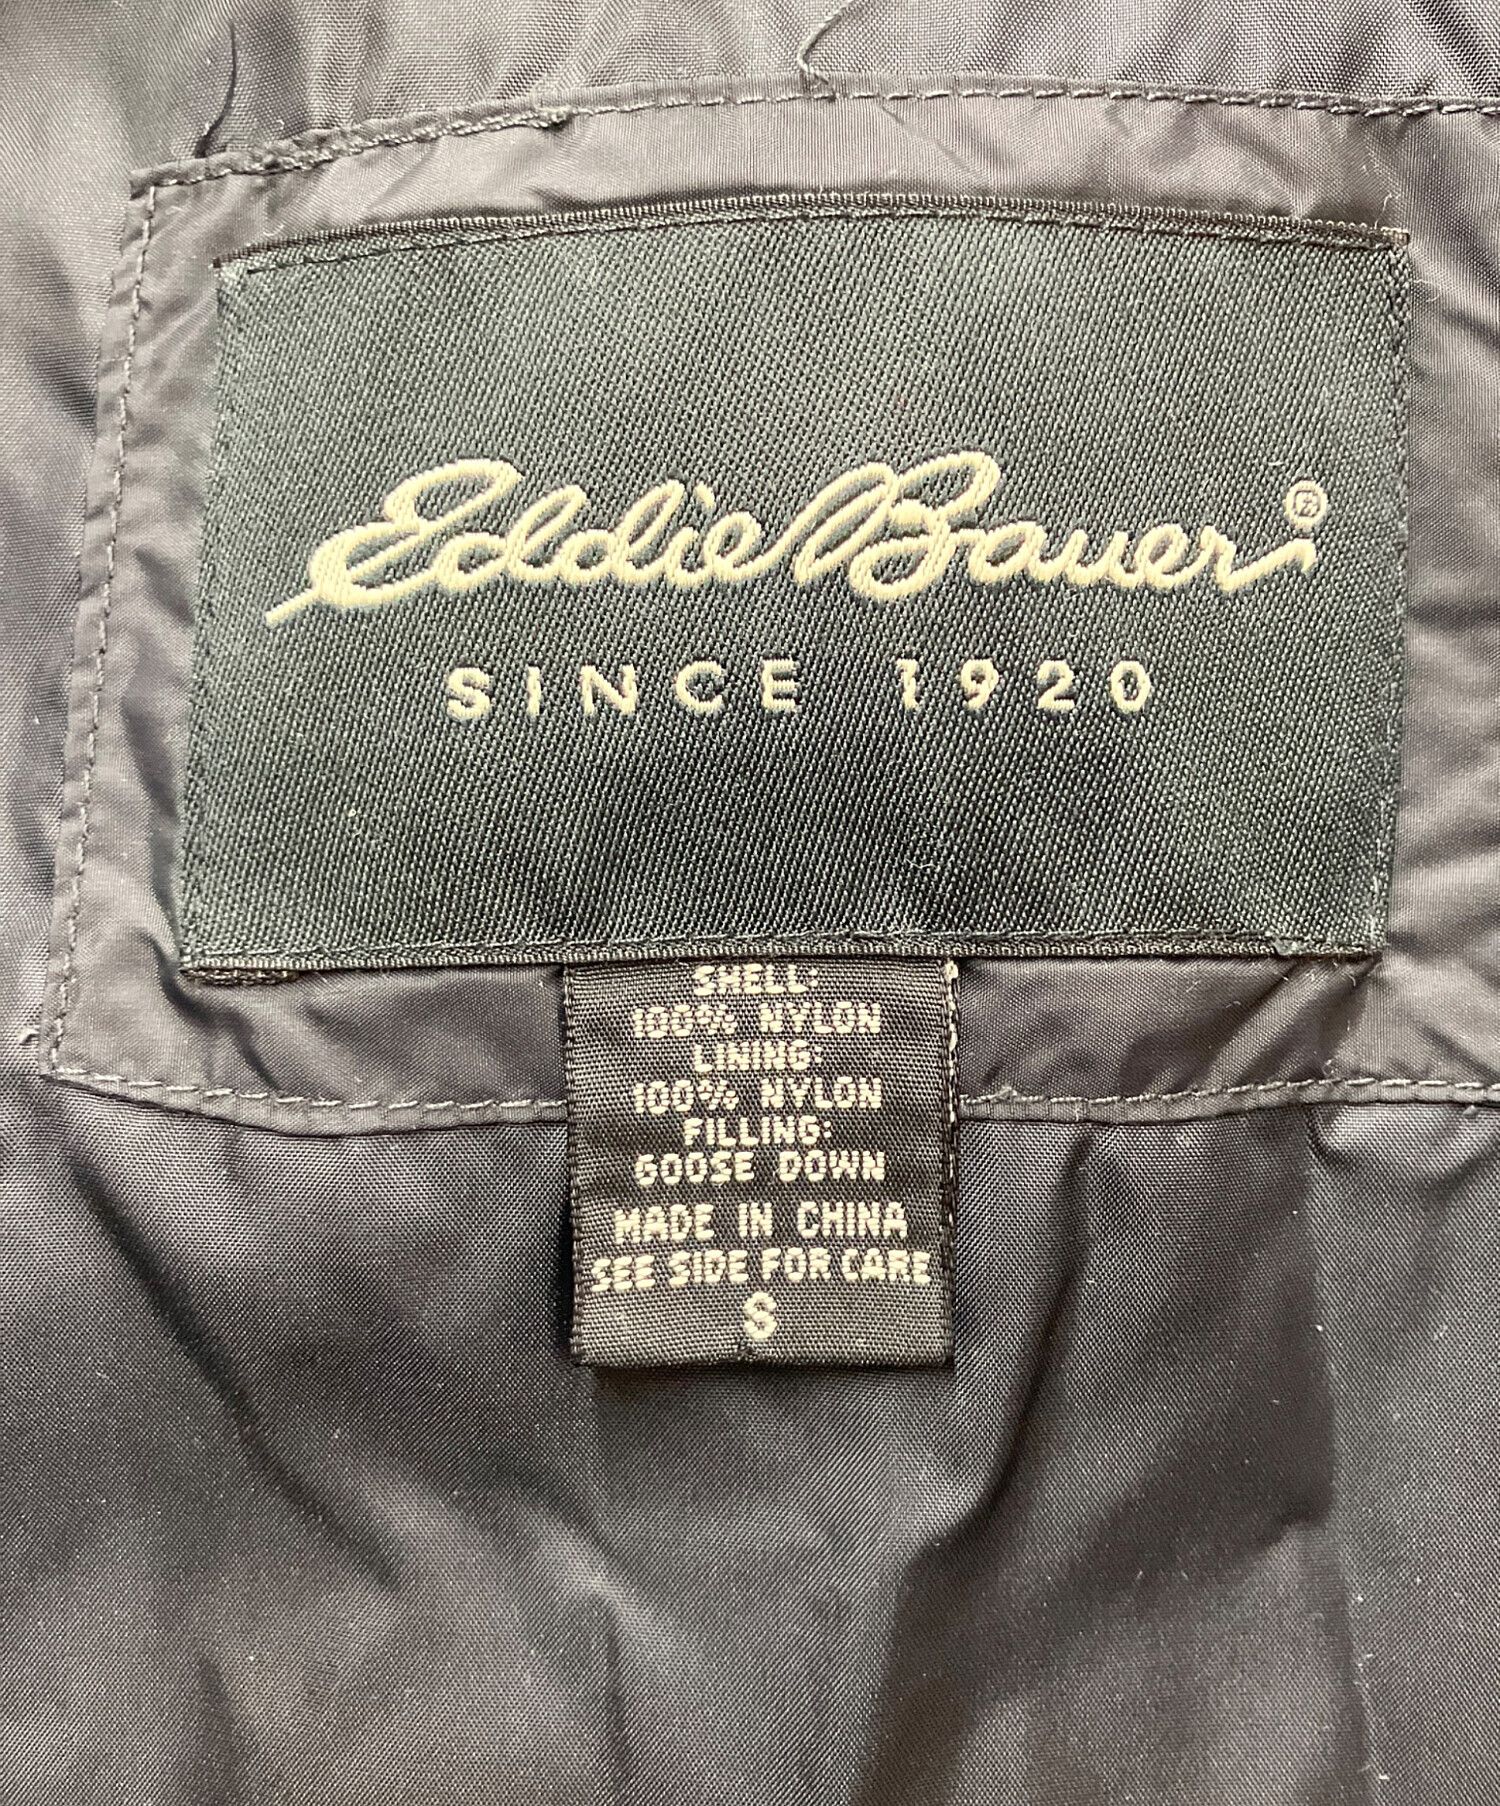 Eddie Bauer®
SINCE 1920
SHELL:
100% NYLON
LINING:
100% NYLON
FILLING:
GOOSE DOWN
MADE IN CHINA
SEE SIDE FOR CARE
S